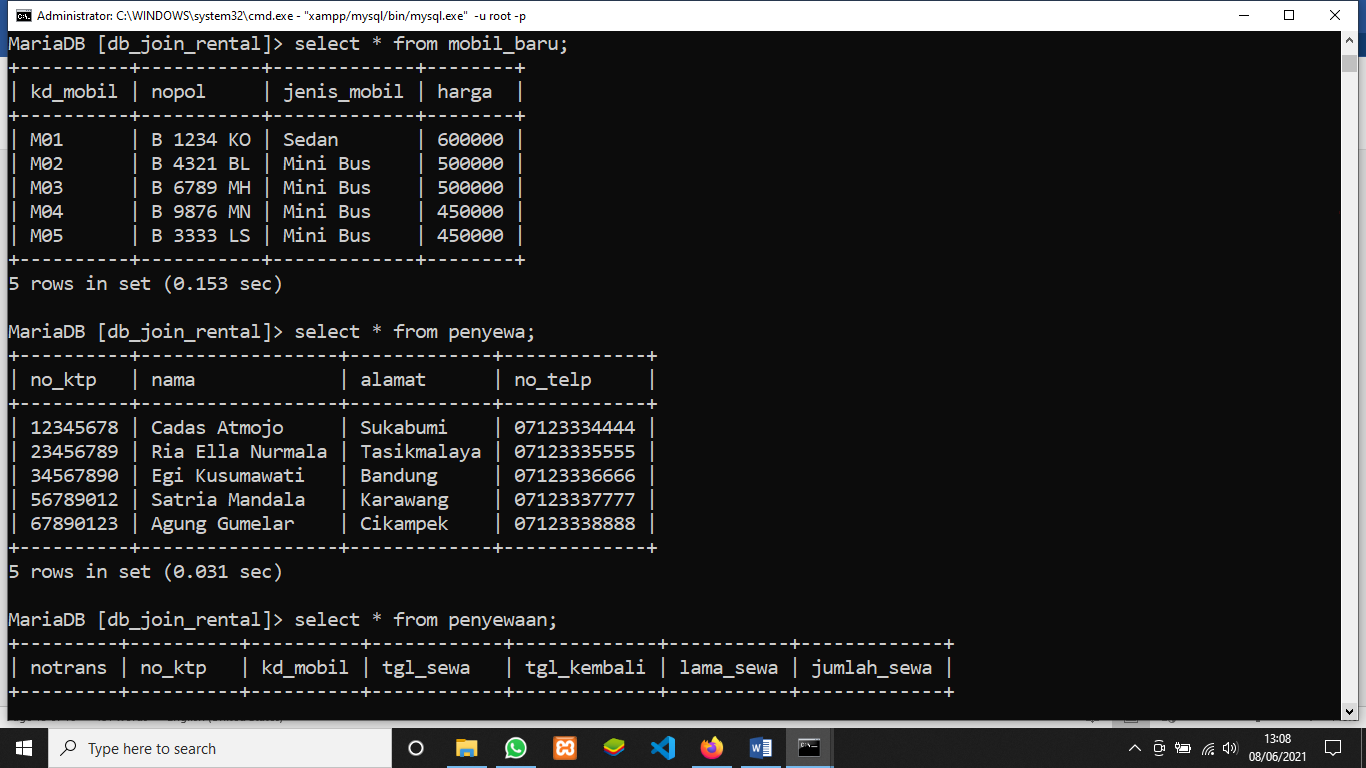 Administrator: C:\WINDOWS\system32\cmd.exe - "xampp/mysql/bin/mysql.exe" -u root -p
MariaDB [db_join_rental]> select * from mobil_baru;
+----------+-----------+-------------+--------+
| kd_mobil | nopol     | jenis_mobil | harga  |
+----------+-----------+-------------+--------+
| M01      | B 1234 KO | Sedan       | 600000 |
| M02      | B 4321 BL | Mini Bus    | 500000 |
| M03      | B 6789 MH | Mini Bus    | 500000 |
| M04      | B 9876 MN | Mini Bus    | 450000 |
| M05      | B 3333 LS | Mini Bus    | 450000 |
+----------+-----------+-------------+--------+
5 rows in set (0.153 sec)
MariaDB [db_join_rental]> select * from penyewa;
+----------+------------------+-------------+-------------+
| no_ktp   | nama             | alamat      | no_telp     |
+----------+------------------+-------------+-------------+
| 12345678 | Cadas Atmojo     | Sukabumi    | 07123334444 |
| 23456789 | Ria Ella Nurmala | Tasikmalaya | 07123335555 |
| 34567890 | Egi Kusumawati   | Bandung     | 07123336666 |
| 56789012 | Satria Mandala   | Karawang    | 07123337777 |
| 67890123 | Agung Gumelar    | Cikampek    | 07123338888 |
+----------+------------------+-------------+-------------+
5 rows in set (0.031 sec)
MariaDB [db_join_rental]> select * from penyewaan;
+---------+----------+----------+------------+-------------+-----------+-------------+
| notrans | no_ktp   | kd_mobil | tgl_sewa   | tgl_kembali | lama_sewa | jumlah_sewa |
+---------+----------+----------+------------+-------------+-----------+-------------+
Type here to search
13:08
08/06/2021